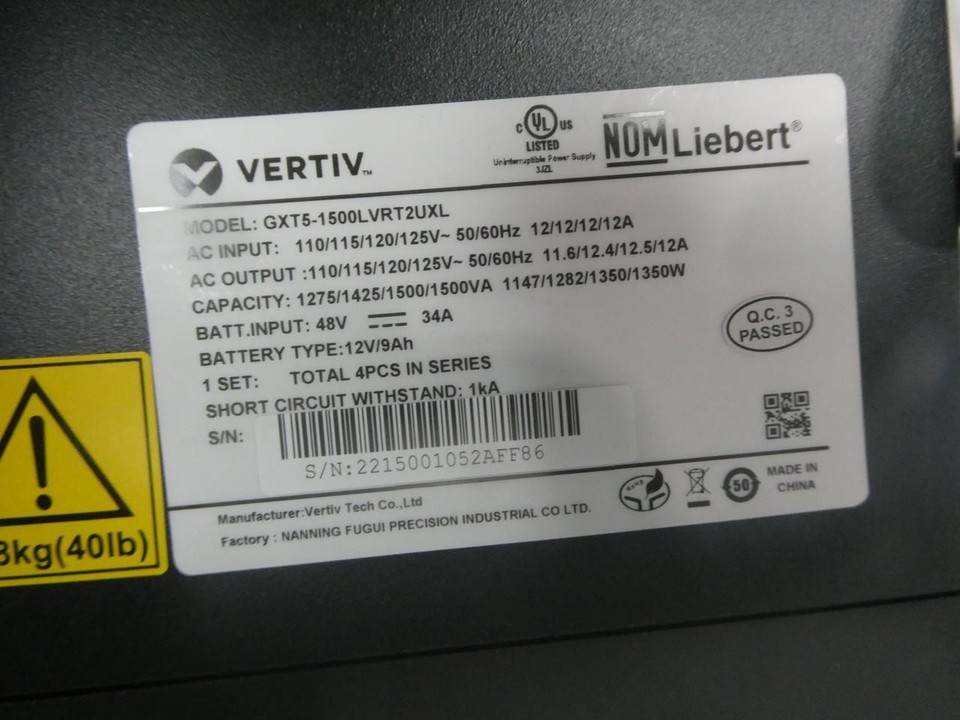 VERTIV™
C UL US
LISTED
Uninterruptible Power Supply
3JZL
NOM Liebert®
MODEL: GXT5-1500LVRT2UXL
AC INPUT: 110/115/120/125V~ 50/60Hz 12/12/12/12A
AC OUTPUT :110/115/120/125V~ 50/60Hz 11.6/12.4/12.5/12A
CAPACITY: 1275/1425/1500/1500VA 1147/1282/1350/1350W
BATT.INPUT: 48V 34A
BATTERY TYPE:12V/9Ah
1 SET: TOTAL 4PCS IN SERIES
SHORT CIRCUIT WITHSTAND: 1kA
S/N:
S/N:2215001052AFF86
Q.C. 3
PASSED
Manufacturer:Vertiv Tech Co.,Ltd
Factory : NANNING FUGUI PRECISION INDUSTRIAL CO LTD.
RoHS
50
MADE IN
CHINA
8kg(40lb)